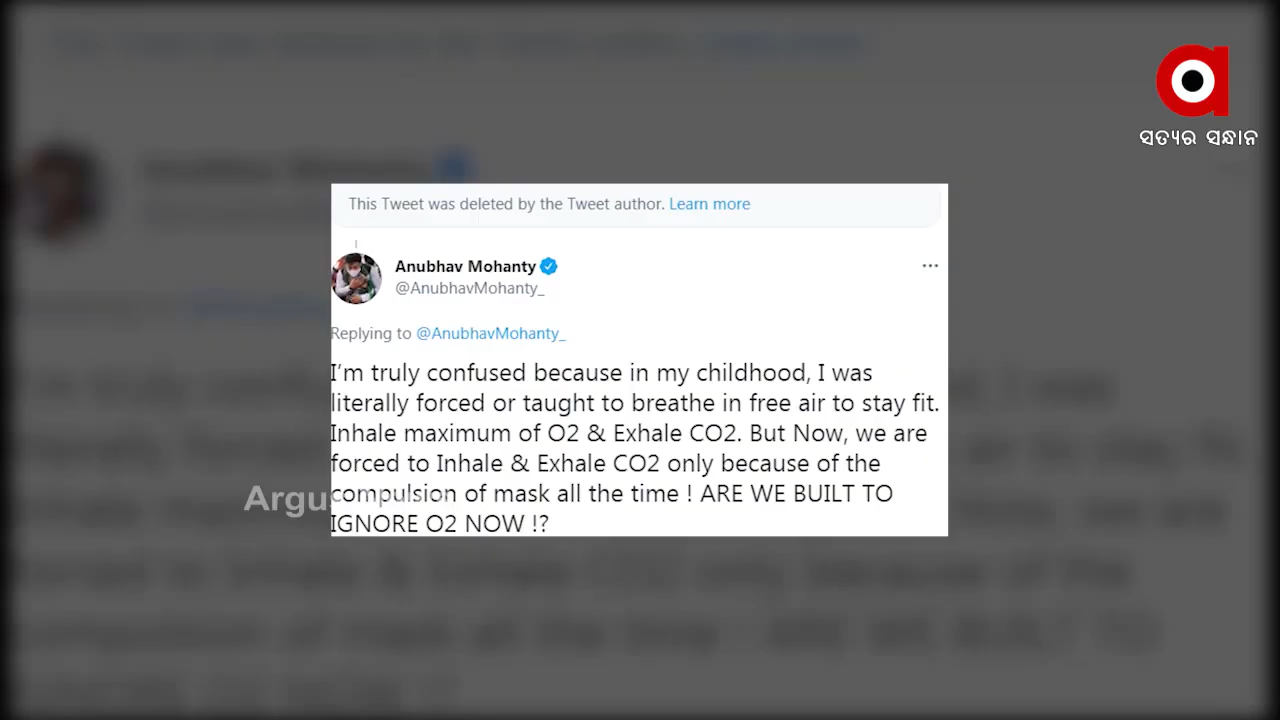 ସତ୍ୟର ସନ୍ଧାନ
This Tweet was deleted by the Tweet author. Learn more
Anubhav Mohanty
@AnubhavMohanty_
Replying to @AnubhavMohanty_
I'm truly confused because in my childhood, I was
literally forced or taught to breathe in free air to stay fit.
Inhale maximum of O2 & Exhale CO2. But Now, we are
forced to Inhale & Exhale CO2 only because of the
compulsion of mask all the time ! ARE WE BUILT TO
IGNORE O2 NOW !?
Argus